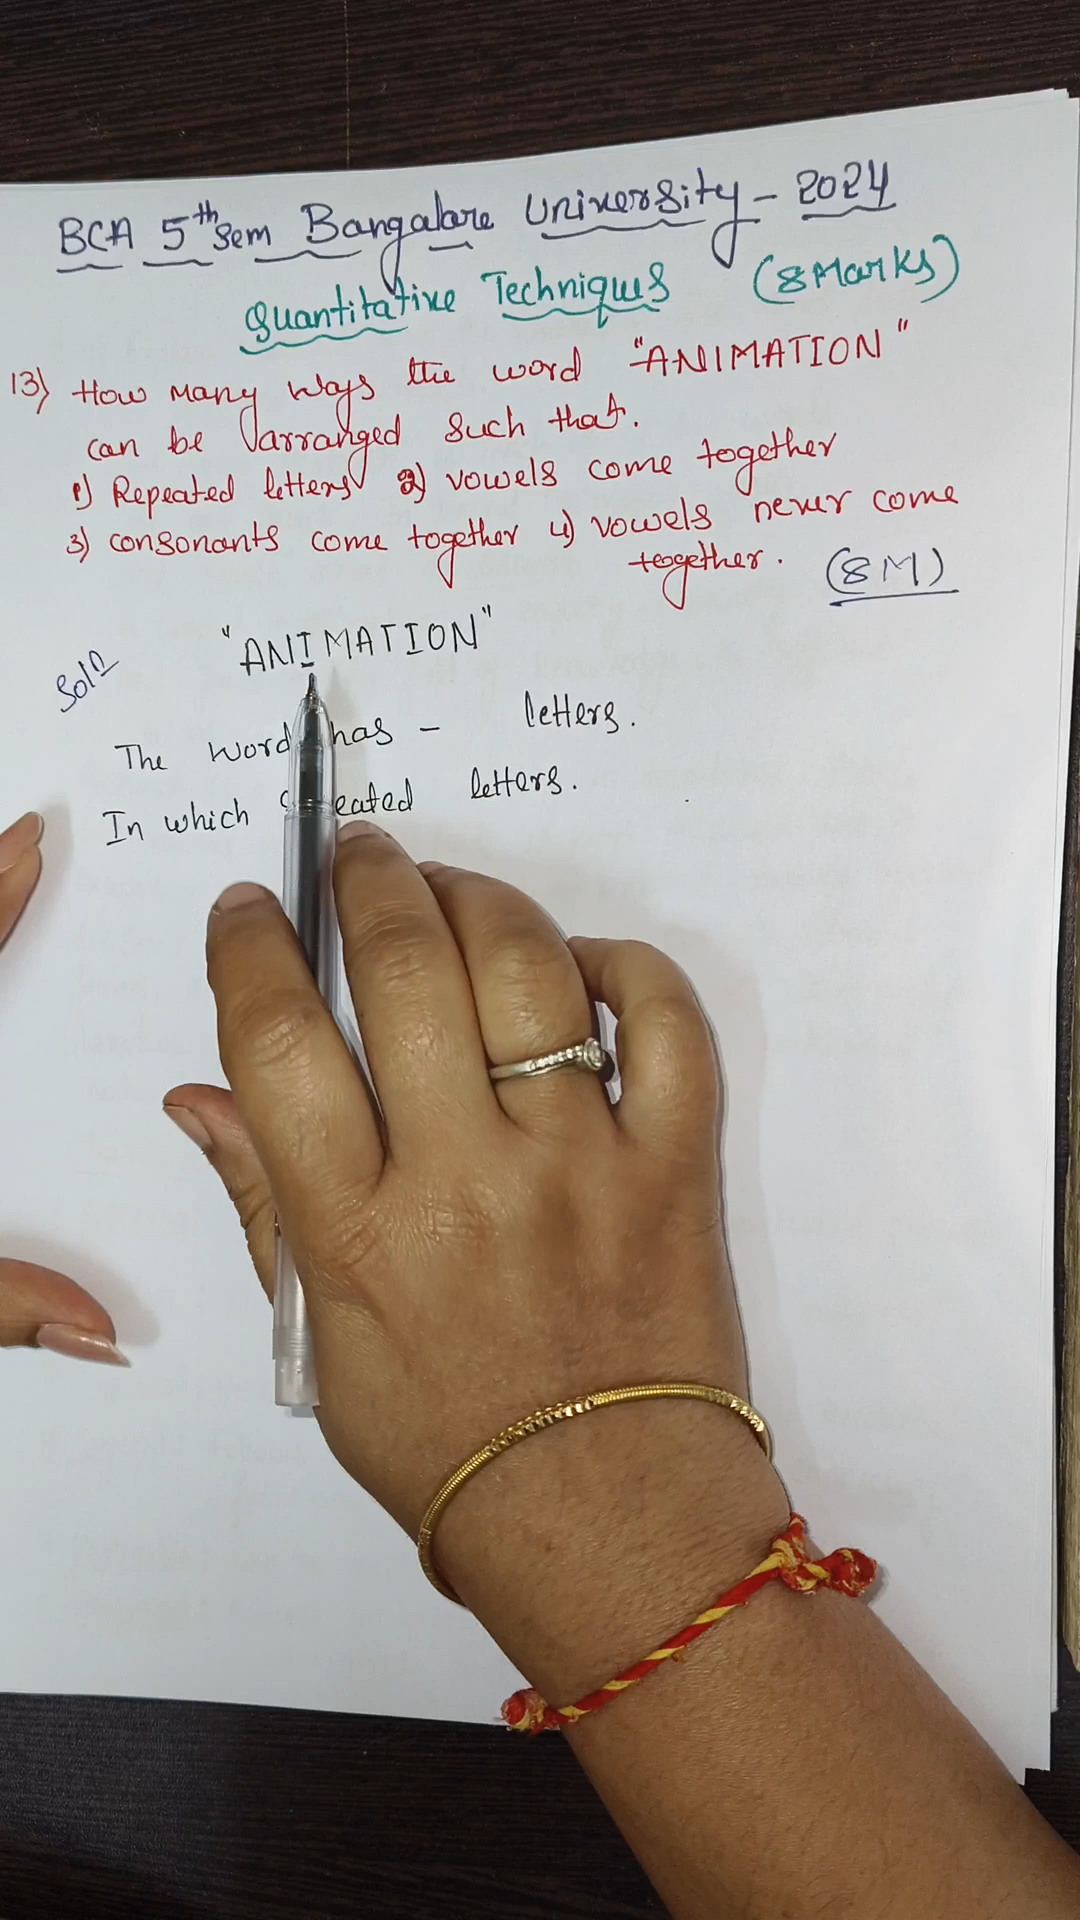 BCA 5th Sem Bangalore University - 2024
Quantitative Techniques (8 Marks)
13) How many ways the word "ANIMATION"
can be arranged such that.
1) Repeated letters 2) vowels come together
3) consonants come together 4) vowels never come
together. (8M)
Soln "ANIMATION"
The word has - letters.
In which letters.